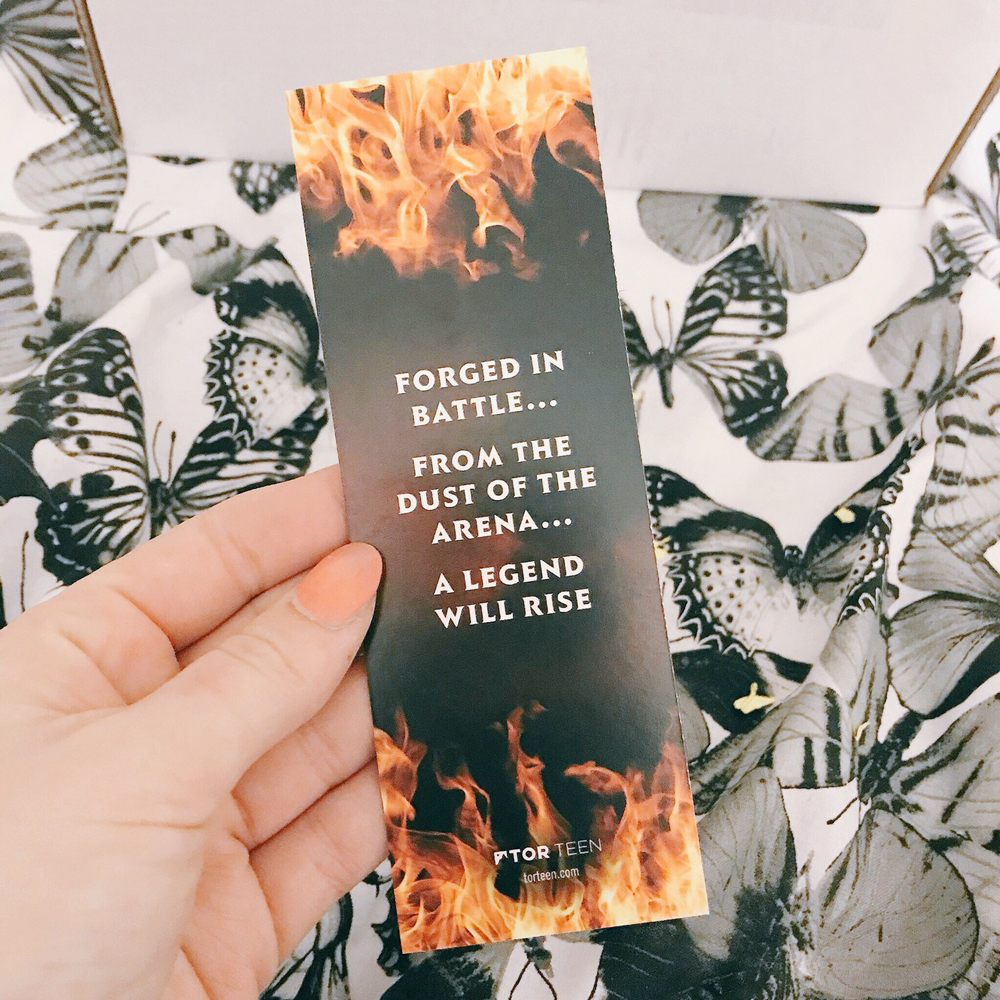 FORGED IN
BATTLE...
FROM THE
DUST OF THE
ARENA...
A LEGEND
WILL RISE
TOR TEEN
torteen.com